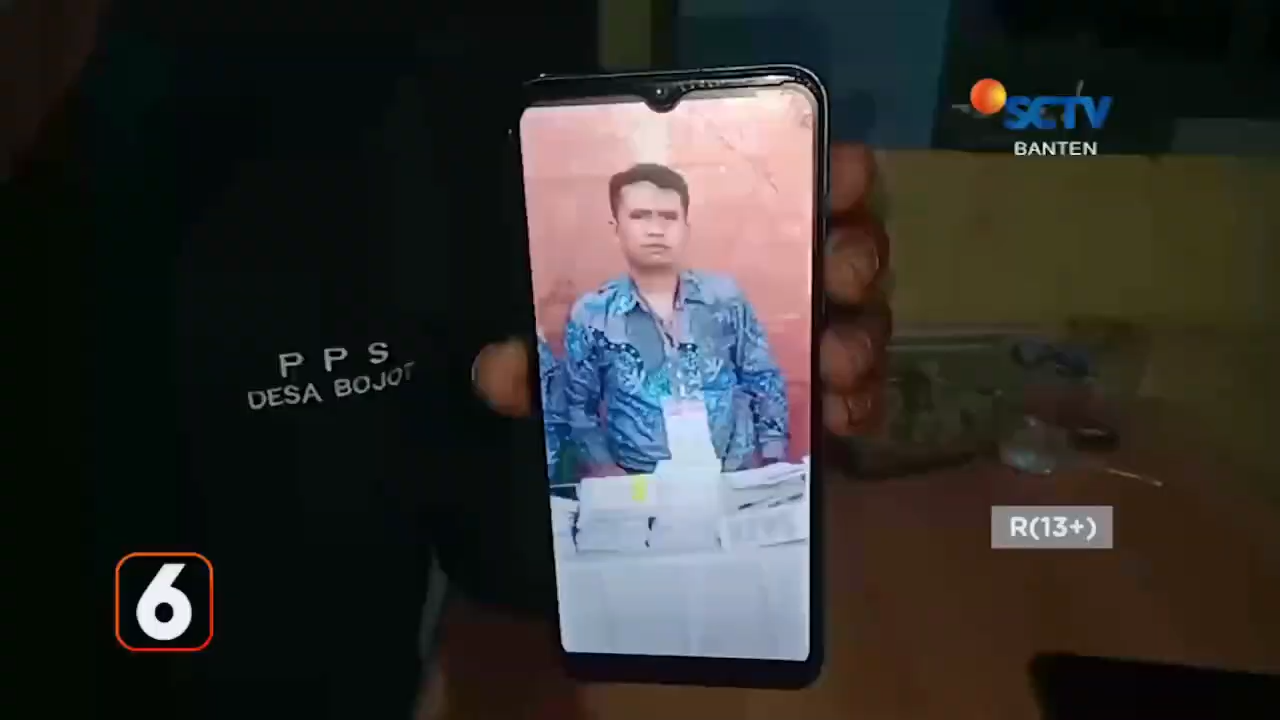 SCTV
BANTEN
P P S
DESA BOJOT
R(13+)
6